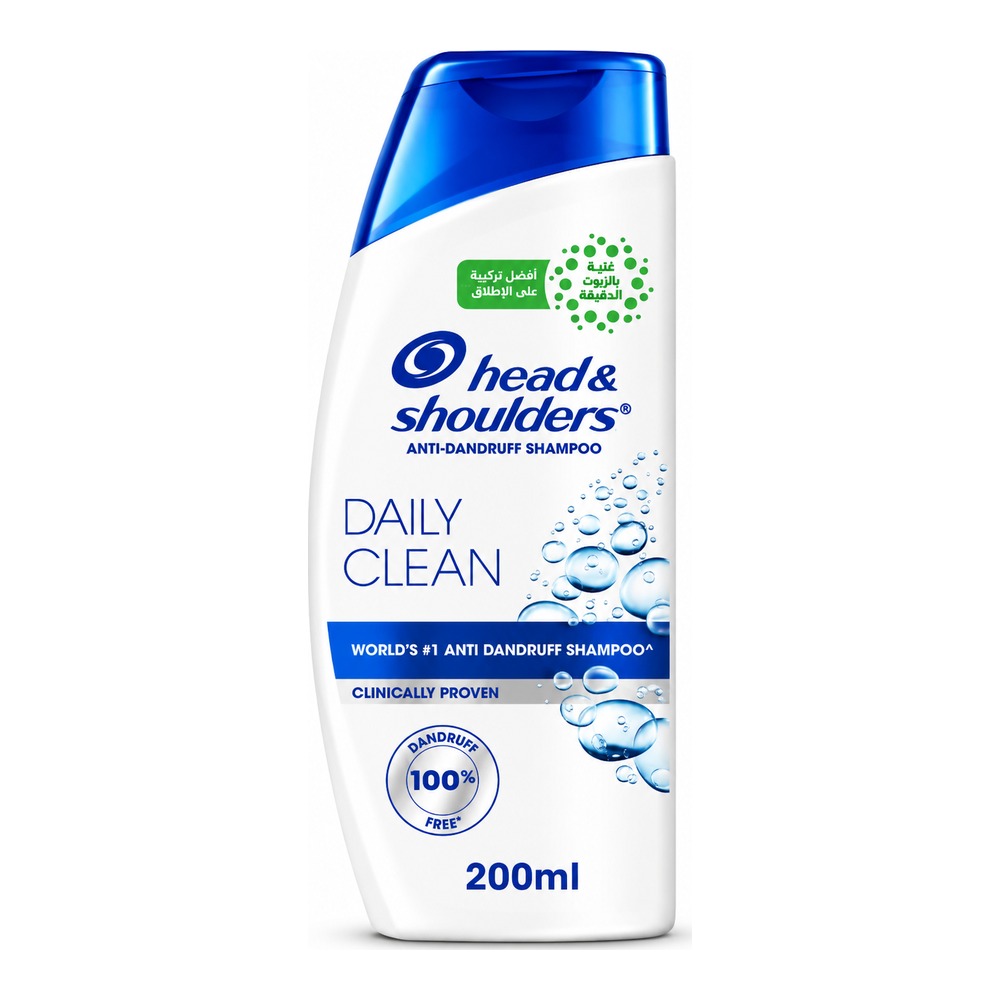 أفضل تركيبة
على الإطلاق
غنية
بالزيوت
الدقيقة
head &
shoulders®
ANTI-DANDRUFF SHAMPOO
DAILY
CLEAN
WORLD'S #1 ANTI DANDRUFF SHAMPOO^
CLINICALLY PROVEN
DANDRUFF
100%
FREE*
200ml